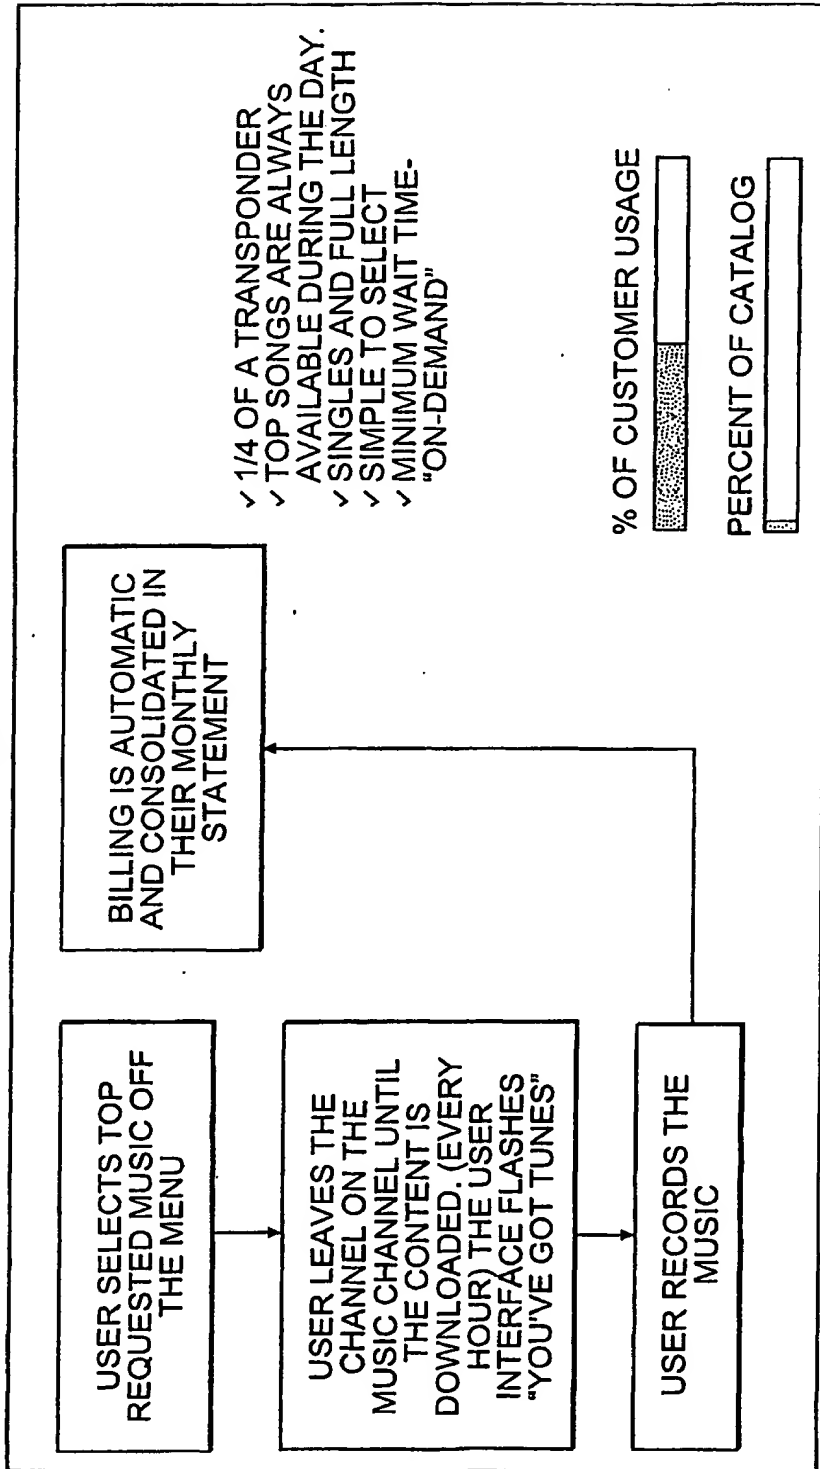 USER SELECTS TOP
REQUESTED MUSIC OFF
THE MENU
USER LEAVES THE
CHANNEL ON THE
MUSIC CHANNEL UNTIL
THE CONTENT IS
DOWNLOADED. (EVERY
HOUR) THE USER
INTERFACE FLASHES
"YOU'VE GOT TUNES"
USER RECORDS THE
MUSIC
BILLING IS AUTOMATIC
AND CONSOLIDATED IN
THEIR MONTHLY
STATEMENT
✓ 1/4 OF A TRANSPONDER
✓ TOP SONGS ARE ALWAYS
AVAILABLE DURING THE DAY.
✓ SINGLES AND FULL LENGTH
✓ SIMPLE TO SELECT
✓ MINIMUM WAIT TIME-
"ON-DEMAND"
% OF CUSTOMER USAGE
PERCENT OF CATALOG